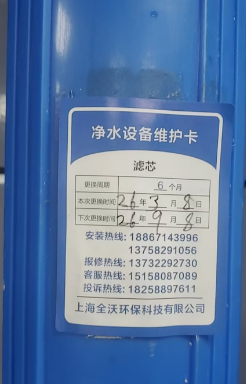 净水设备维护卡
滤芯
更换周期 6 个月
本次更换时间 26 年 3 月 8 日
下次更换时间 26 年 9 月 8 日
安装热线: 18867143996
13758291056
报修热线: 13732292730
客服热线: 15158087089
投诉热线: 18258897611
上海全沃环保科技有限公司